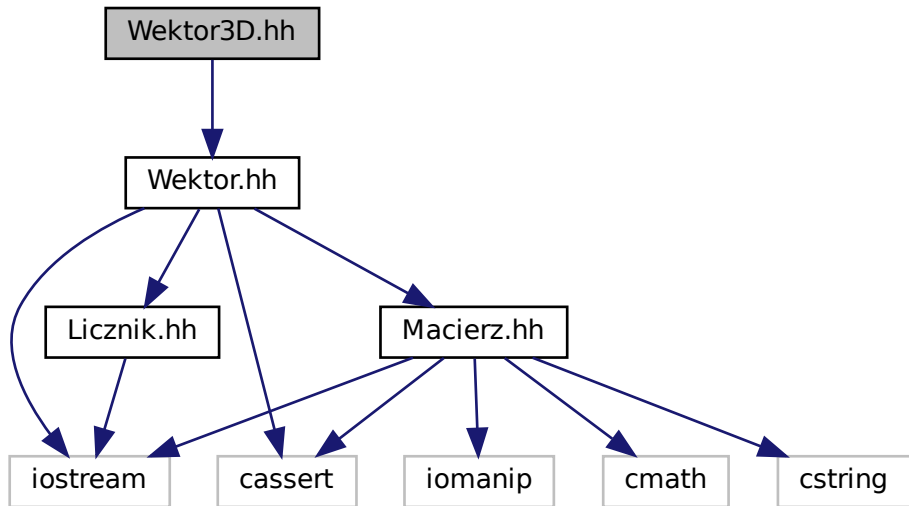 Wektor3D.hh
Wektor.hh
Licznik.hh
Macierz.hh
iostream
cassert
iomanip
cmath
cstring